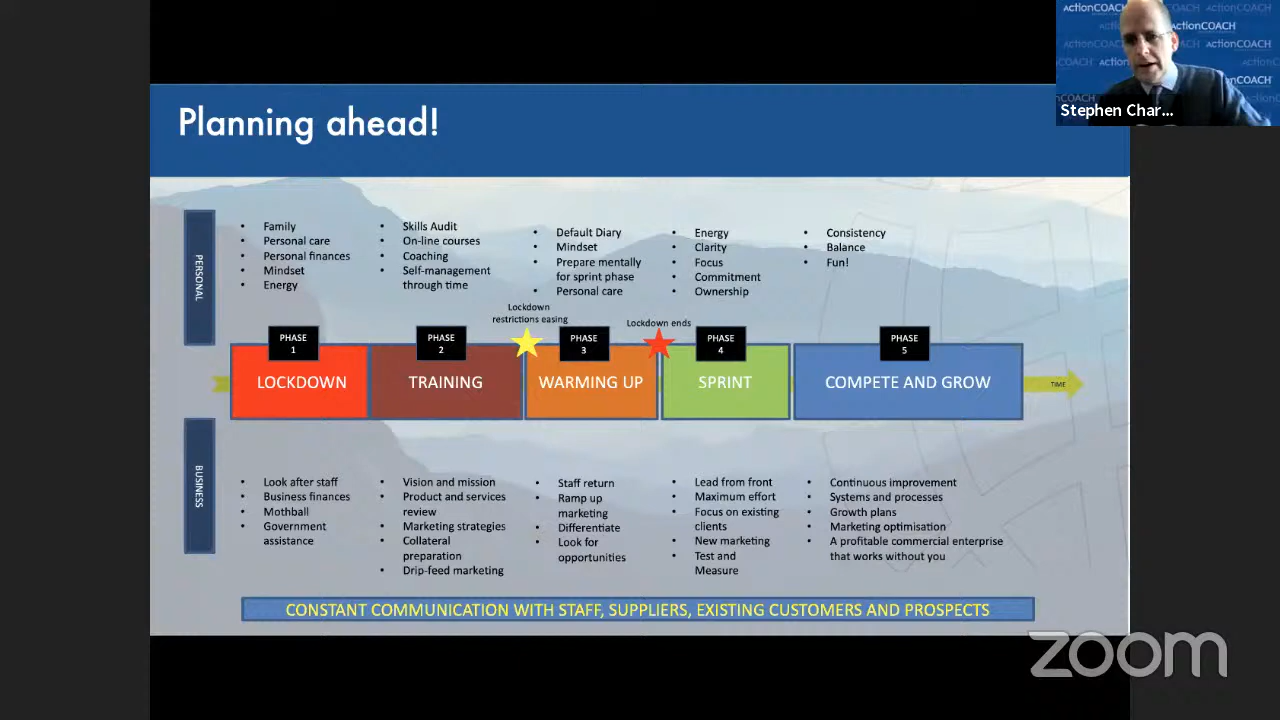 actionCOACH
actionCOACH
actionCOACH
actionCOACH
Stephen Char...
Planning ahead!
PERSONAL
• Family
• Personal care
• Personal finances
• Mindset
• Energy
• Skills Audit
• On-line courses
• Coaching
• Self-management
through time
• Default Diary
• Mindset
• Prepare mentally
for sprint phase
• Personal care
• Energy
• Clarity
• Focus
• Commitment
• Ownership
• Consistency
• Balance
• Fun!
Lockdown
restrictions easing
Lockdown ends
PHASE
1
PHASE
2
PHASE
3
PHASE
4
PHASE
5
LOCKDOWN
TRAINING
WARMING UP
SPRINT
COMPETE AND GROW
TIME
BUSINESS
• Look after staff
• Business finances
• Mothball
• Government
assistance
• Vision and mission
• Product and services
review
• Marketing strategies
• Collateral
preparation
• Drip-feed marketing
• Staff return
• Ramp up
marketing
• Differentiate
• Look for
opportunities
• Lead from front
• Maximum effort
• Focus on existing
clients
• New marketing
• Test and
Measure
• Continuous improvement
• Systems and processes
• Growth plans
• Marketing optimisation
• A profitable commercial enterprise
that works without you
CONSTANT COMMUNICATION WITH STAFF, SUPPLIERS, EXISTING CUSTOMERS AND PROSPECTS
zoom